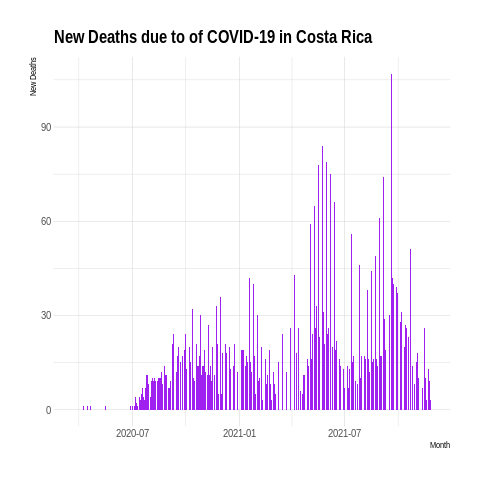 New Deaths due to of COVID-19 in Costa Rica
New Deaths
90
60
30
0
2020-07 2021-01 2021-07
Month